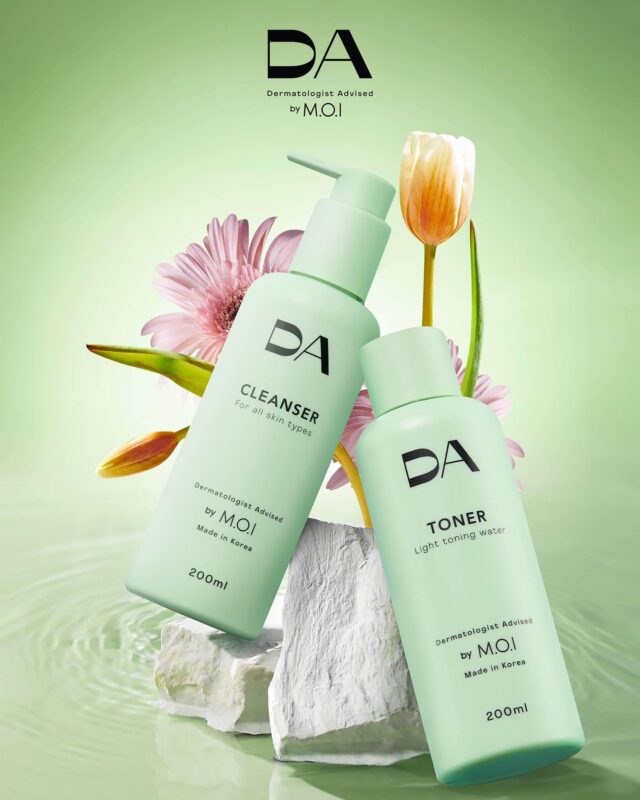 DA
Dermatologist Advised
by M.O.I
DA
CLEANSER
For all skin types
Dermatologist Advised
by M.O.I
Made in Korea
200ml
DA
TONER
Light toning water
Dermatologist Advised
by M.O.I
Made in Korea
200ml